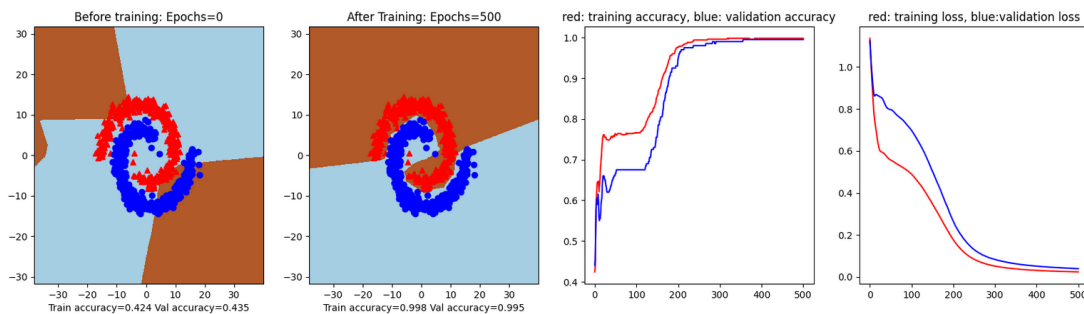 Before training: Epochs=0
30
20
10
0
−10
−20
−30
−30 −20 −10 0 10 20 30
Train accuracy=0.424 Val accuracy=0.435
After Training: Epochs=500
30
20
10
0
−10
−20
−30
−30 −20 −10 0 10 20 30
Train accuracy=0.998 Val accuracy=0.995
red: training accuracy, blue: validation accuracy
1.0
0.9
0.8
0.7
0.6
0.5
0.4
0 100 200 300 400 500
red: training loss, blue:validation loss
1.0
0.8
0.6
0.4
0.2
0.0
0 100 200 300 400 500